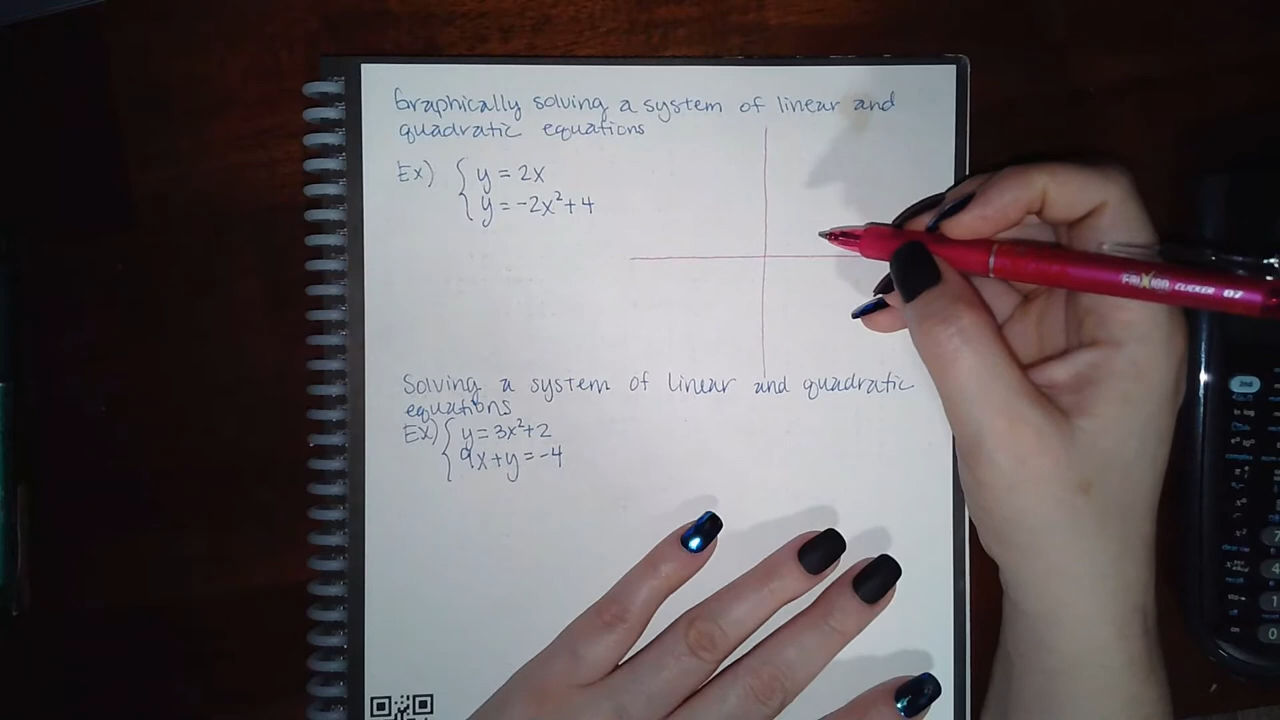 Graphically solving a system of linear and
quadratic equations
Ex) { y = 2x
y = -2x²+4
Solving a system of linear and quadratic
equations
Ex) { y = 3x²+2
9x+y = -4
FRIXION CLICKER 07
2nd